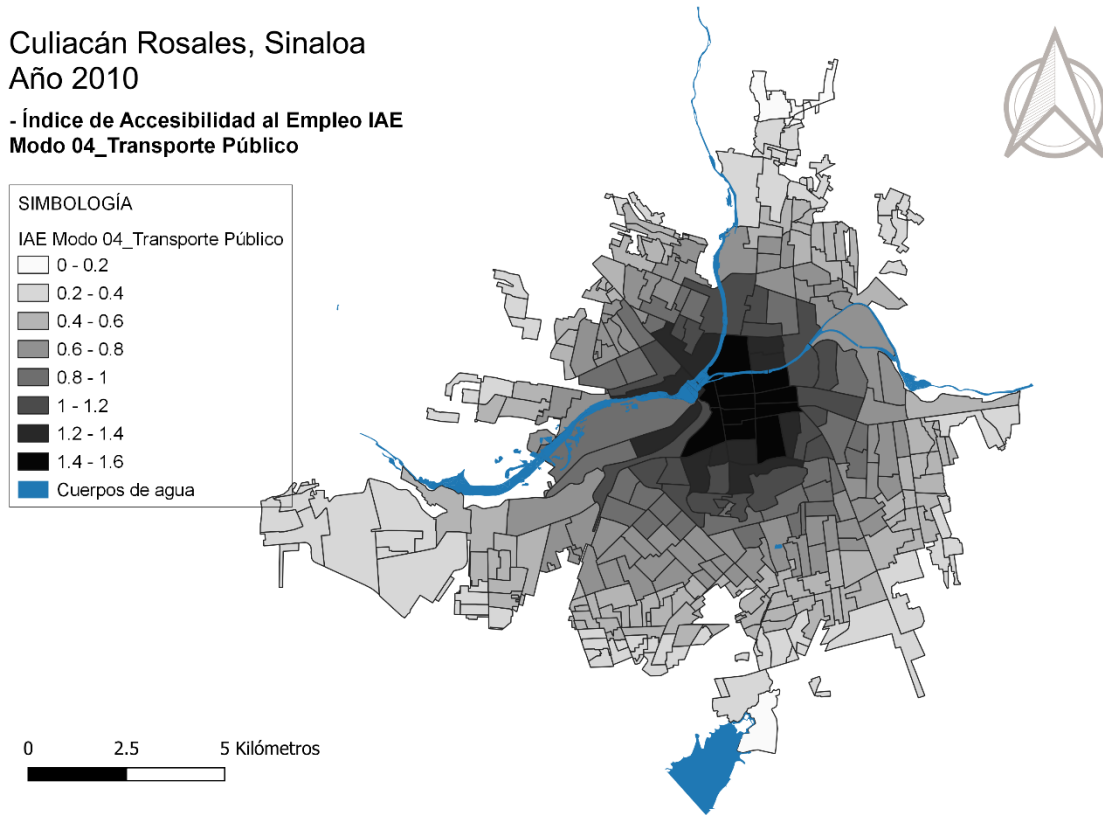 Culiacán Rosales, Sinaloa
Año 2010
- Índice de Accesibilidad al Empleo IAE
Modo 04_Transporte Público
SIMBOLOGÍA
IAE Modo 04_Transporte Público
0 - 0.2
0.2 - 0.4
0.4 - 0.6
0.6 - 0.8
0.8 - 1
1 - 1.2
1.2 - 1.4
1.4 - 1.6
Cuerpos de agua
0 2.5 5 Kilómetros